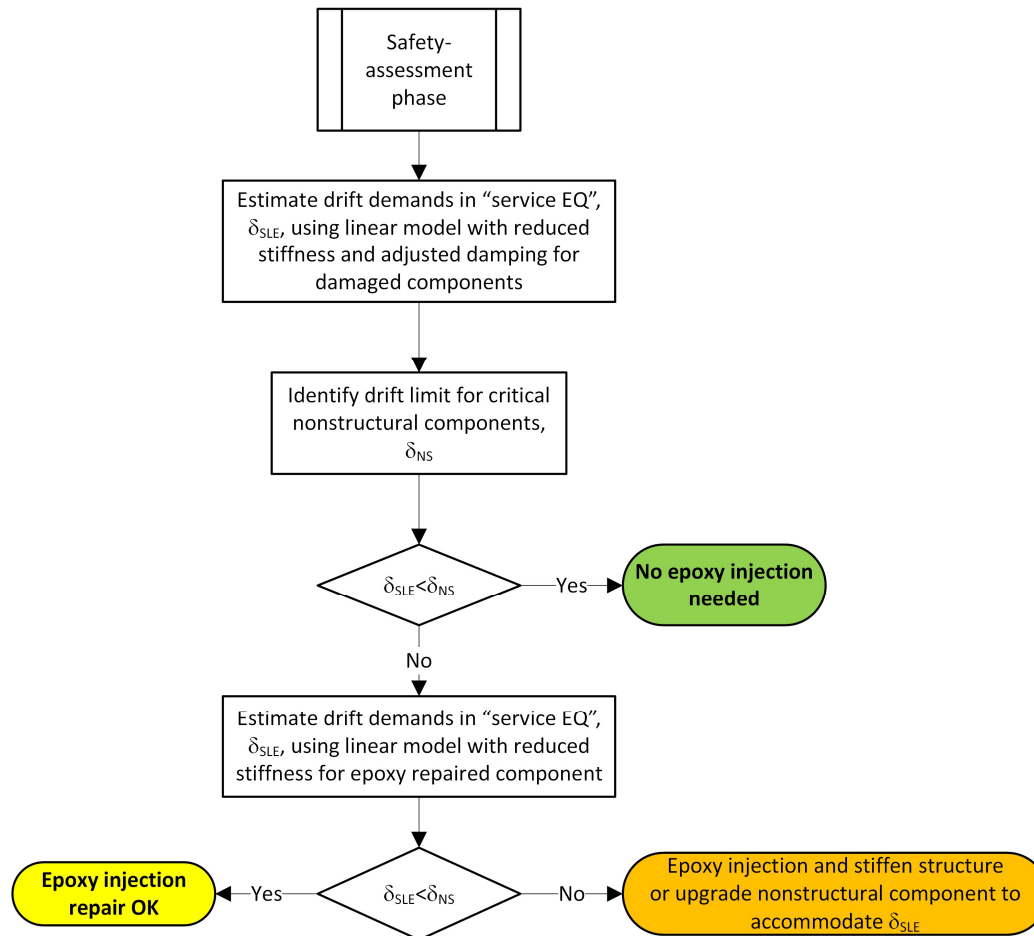 Safety-
assessment
phase
Estimate drift demands in “service EQ”,
δSLE, using linear model with reduced
stiffness and adjusted damping for
damaged components
Identify drift limit for critical
nonstructural components,
δNS
δSLE<δNS
Yes
No epoxy injection
needed
No
Estimate drift demands in “service EQ”,
δSLE, using linear model with reduced
stiffness for epoxy repaired component
Epoxy injection
repair OK
Yes
δSLE<δNS
No
Epoxy injection and stiffen structure
or upgrade nonstructural component to
accommodate δSLE